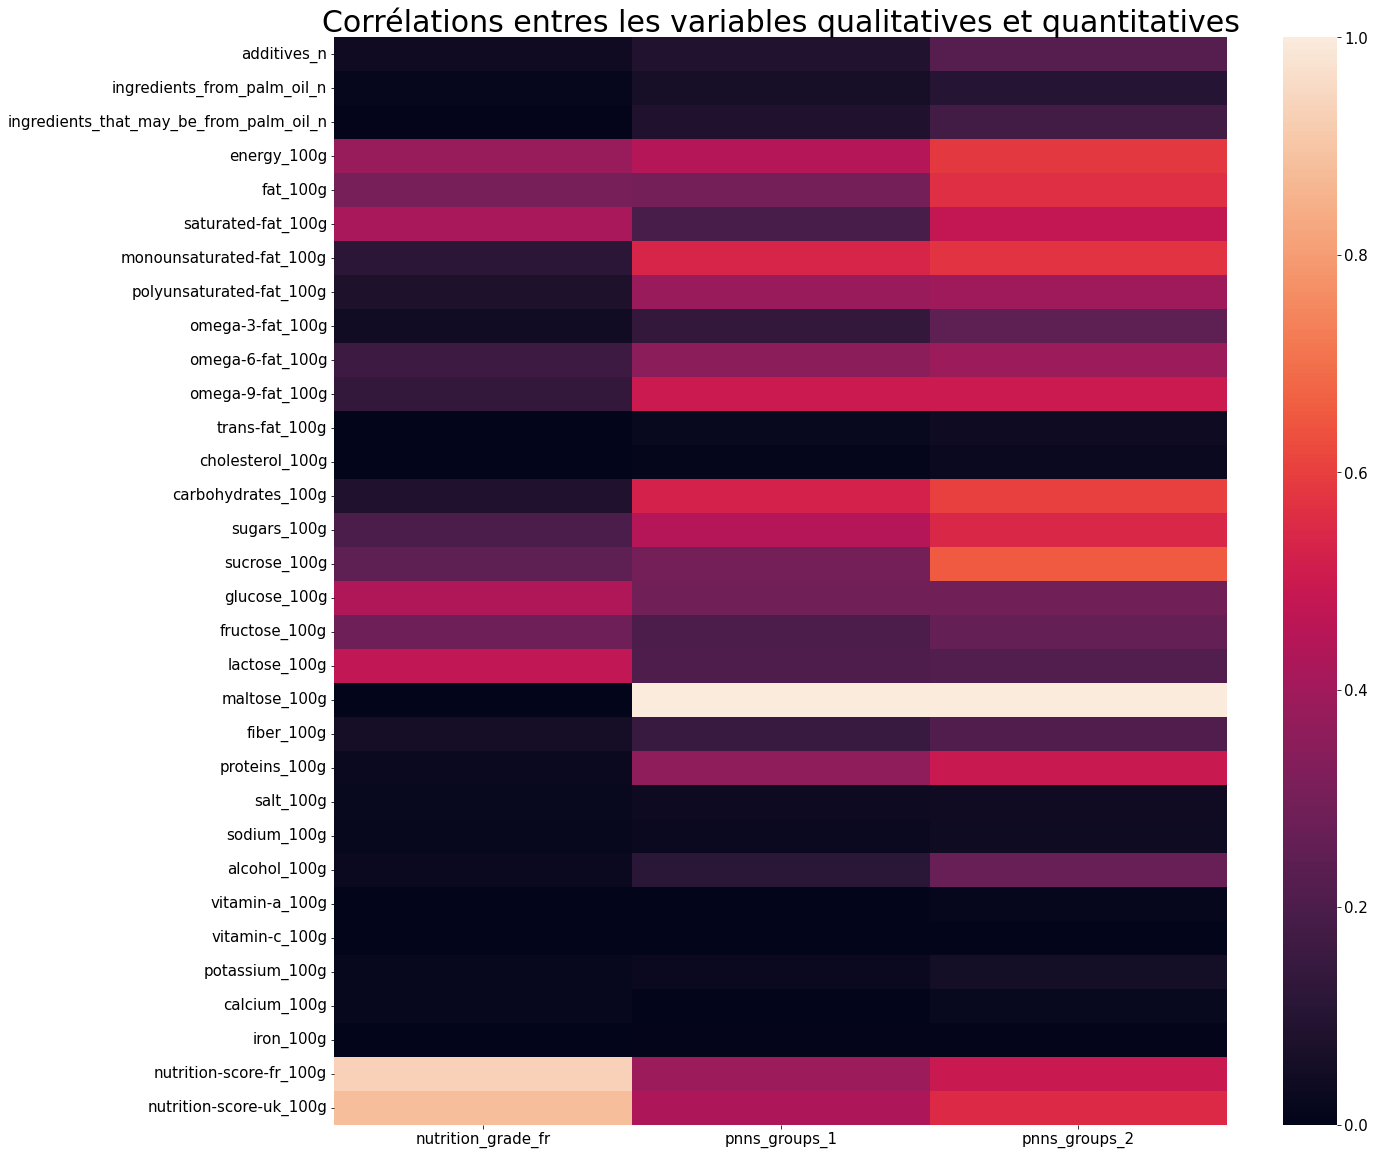 Corrélations entres les variables qualitatives et quantitatives
additives_n
ingredients_from_palm_oil_n
ingredients_that_may_be_from_palm_oil_n
energy_100g
fat_100g
saturated-fat_100g
monounsaturated-fat_100g
polyunsaturated-fat_100g
omega-3-fat_100g
omega-6-fat_100g
omega-9-fat_100g
trans-fat_100g
cholesterol_100g
carbohydrates_100g
sugars_100g
sucrose_100g
glucose_100g
fructose_100g
lactose_100g
maltose_100g
fiber_100g
proteins_100g
salt_100g
sodium_100g
alcohol_100g
vitamin-a_100g
vitamin-c_100g
potassium_100g
calcium_100g
iron_100g
nutrition-score-fr_100g
nutrition-score-uk_100g
nutrition_grade_fr pnns_groups_1 pnns_groups_2
1.0
0.8
0.6
0.4
0.2
0.0